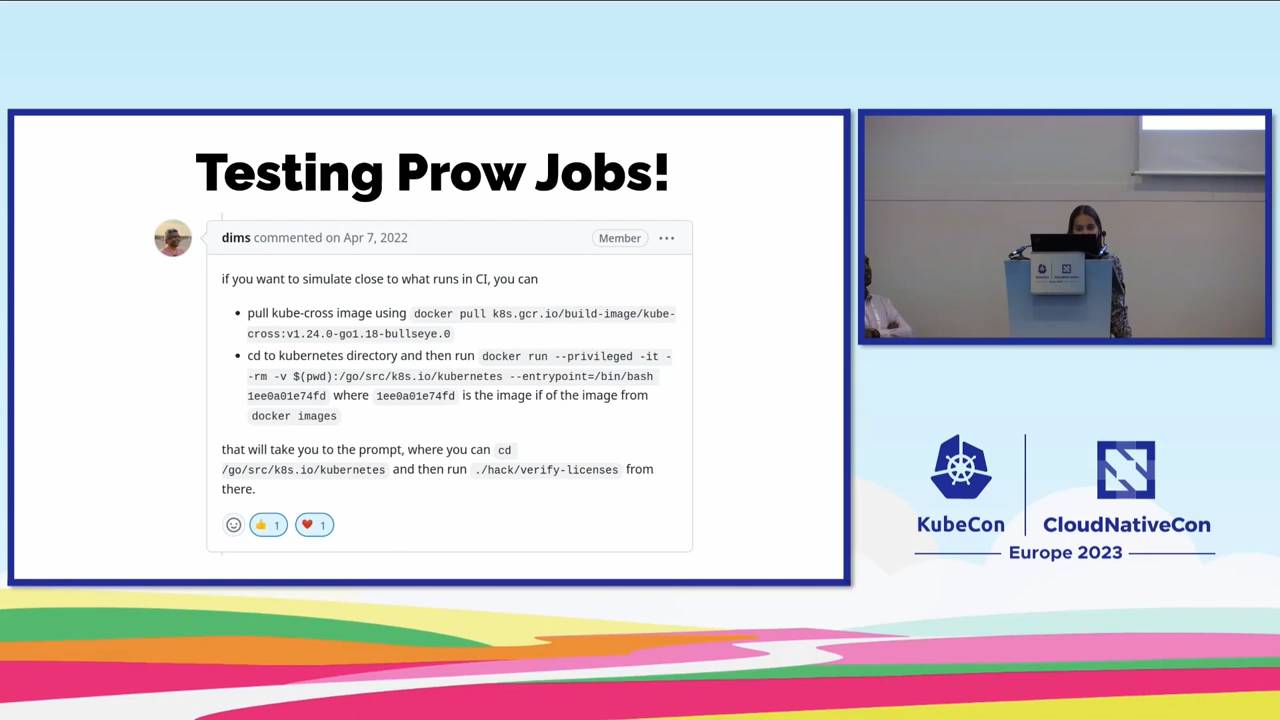 Testing Prow Jobs!
dims commented on Apr 7, 2022
Member
if you want to simulate close to what runs in CI, you can
• pull kube-cross image using docker pull k8s.gcr.io/build-image/kube-
cross:v1.24.0-go1.18-bullseye.0
• cd to kubernetes directory and then run docker run --privileged -it -
-rm -v $(pwd):/go/src/k8s.io/kubernetes --entrypoint=/bin/bash
1ee0a01e74fd where 1ee0a01e74fd is the image if of the image from
docker images
that will take you to the prompt, where you can cd
/go/src/k8s.io/kubernetes and then run ./hack/verify-licenses from
there.
👍 1 ❤️ 1
KubeCon
CloudNativeCon
Europe 2023